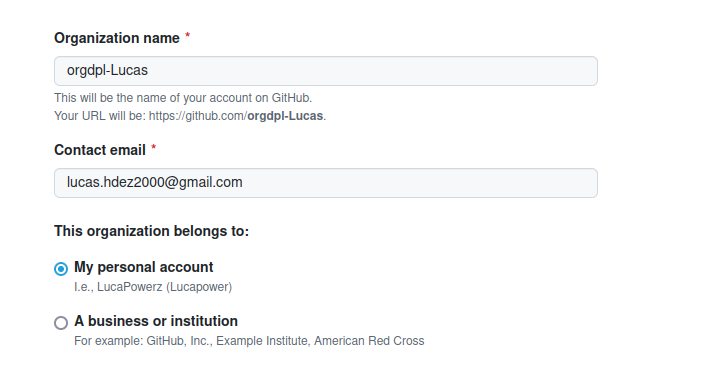 Organization name *
orgdpl-Lucas
This will be the name of your account on GitHub.
Your URL will be: https://github.com/orgdpl-Lucas.
Contact email *
lucas.hdez2000@gmail.com
This organization belongs to:
My personal account
I.e., LucaPowerz (Lucapower)
A business or institution
For example: GitHub, Inc., Example Institute, American Red Cross